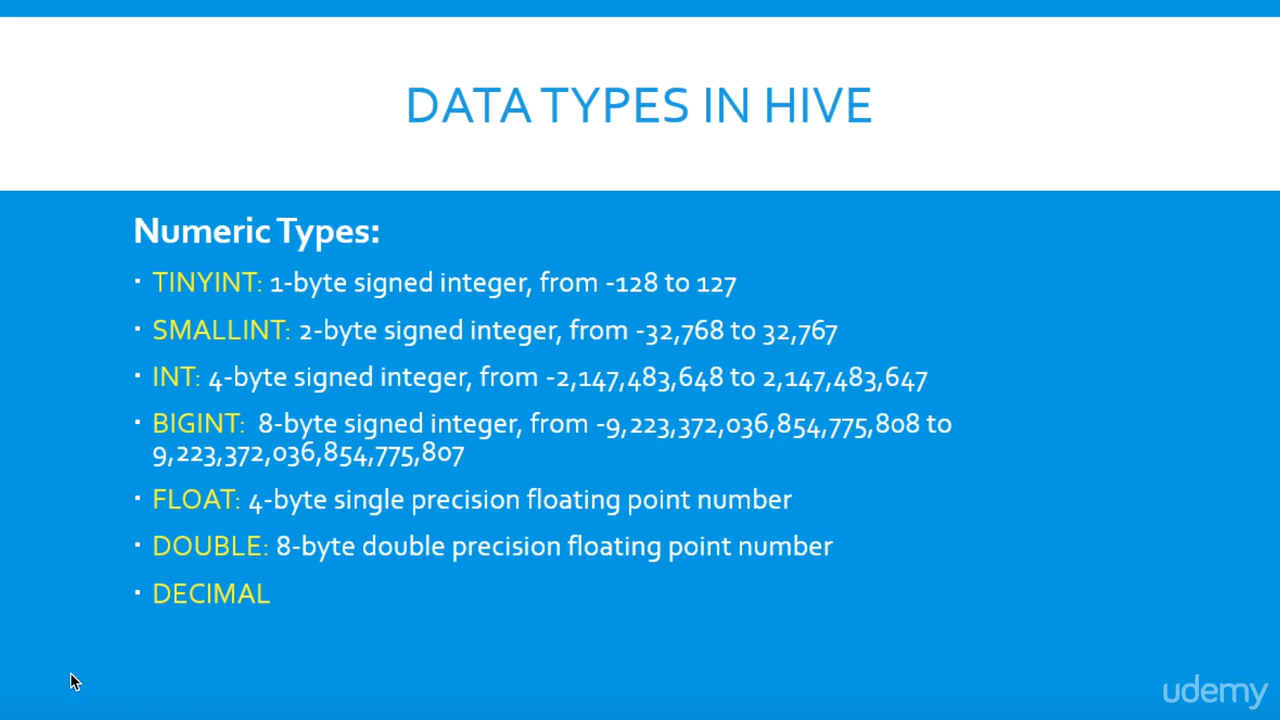 DATA TYPES IN HIVE
Numeric Types:
▪ TINYINT: 1-byte signed integer, from -128 to 127
▪ SMALLINT: 2-byte signed integer, from -32,768 to 32,767
▪ INT: 4-byte signed integer, from -2,147,483,648 to 2,147,483,647
▪ BIGINT: 8-byte signed integer, from -9,223,372,036,854,775,808 to
9,223,372,036,854,775,807
▪ FLOAT: 4-byte single precision floating point number
▪ DOUBLE: 8-byte double precision floating point number
▪ DECIMAL
udemy